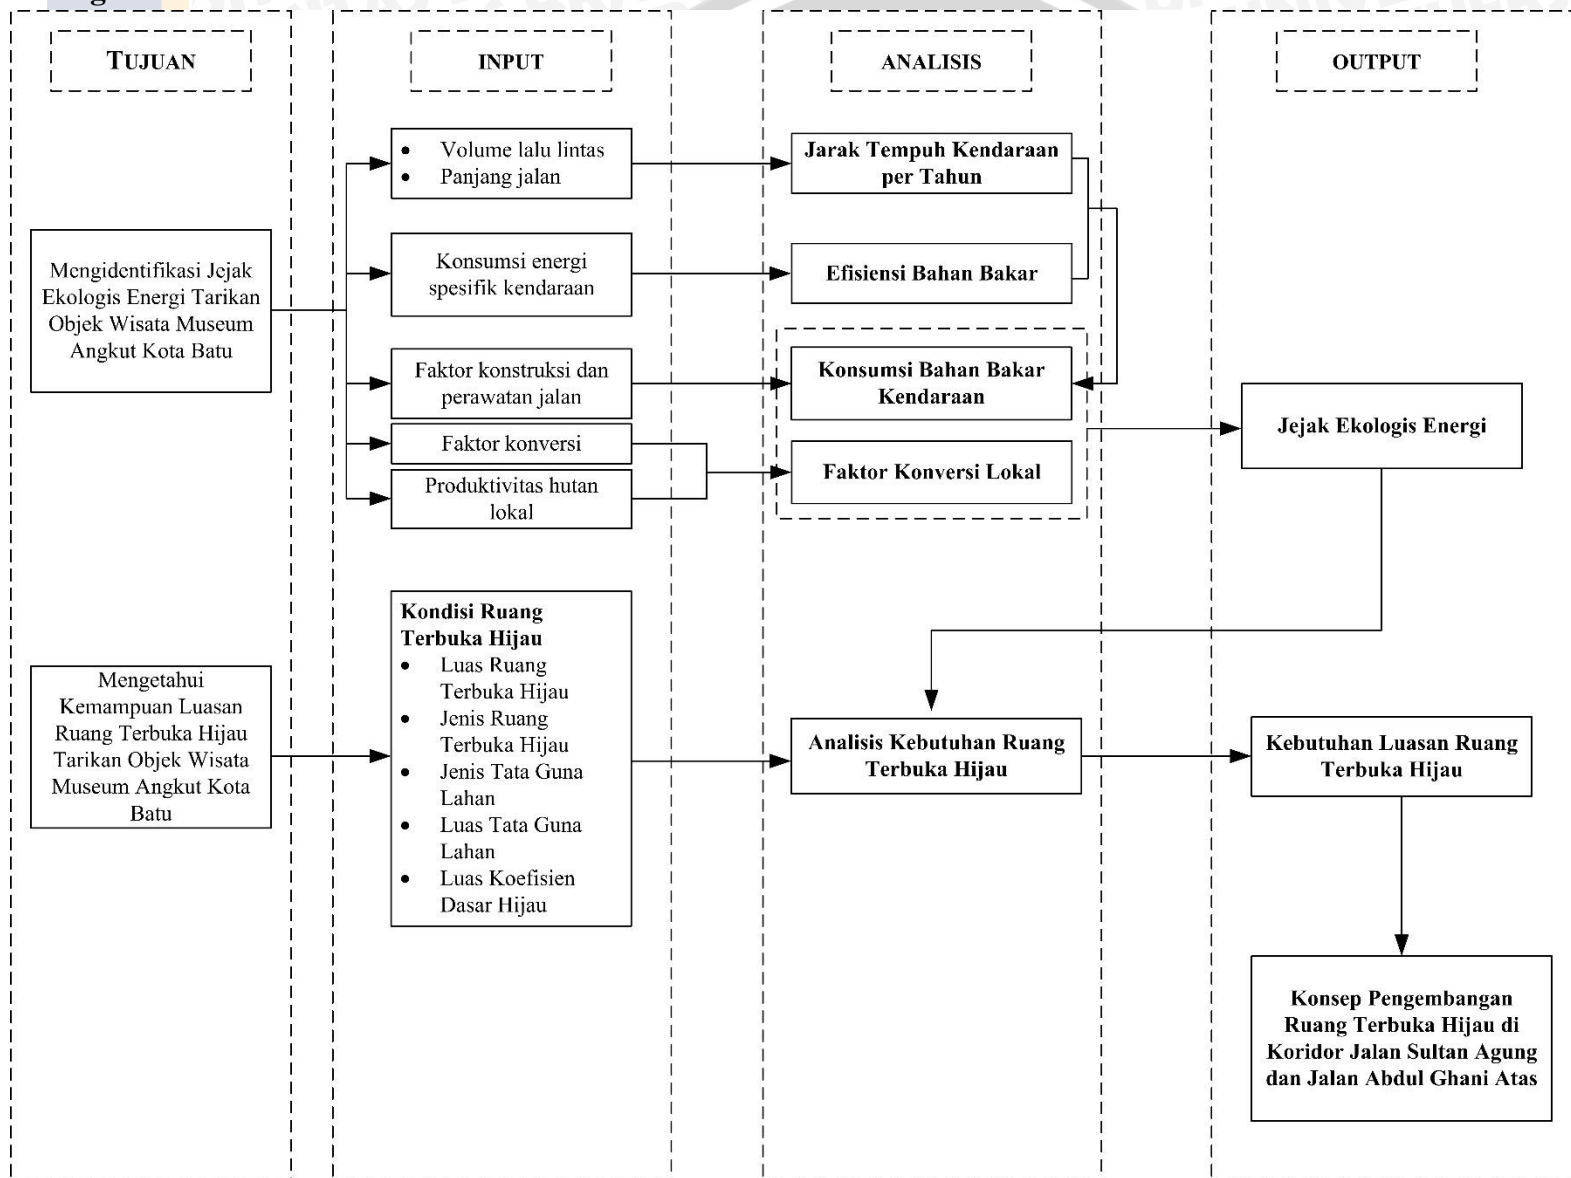 TUJUAN
INPUT
ANALISIS
OUTPUT
Mengidentifikasi Jejak
Ekologis Energi Tarikan
Objek Wisata Museum
Angkut Kota Batu
• Volume lalu lintas
• Panjang jalan
Konsumsi energi
spesifik kendaraan
Faktor konstruksi dan
perawatan jalan
Faktor konversi
Produktivitas hutan
lokal
Jarak Tempuh Kendaraan
per Tahun
Efisiensi Bahan Bakar
Konsumsi Bahan Bakar
Kendaraan
Faktor Konversi Lokal
Jejak Ekologis Energi
Mengetahui
Kemampuan Luasan
Ruang Terbuka Hijau
Tarikan Objek Wisata
Museum Angkut Kota
Batu
Kondisi Ruang
Terbuka Hijau
• Luas Ruang
Terbuka Hijau
• Jenis Ruang
Terbuka Hijau
• Jenis Tata Guna
Lahan
• Luas Tata Guna
Lahan
• Luas Koefisien
Dasar Hijau
Analisis Kebutuhan Ruang
Terbuka Hijau
Kebutuhan Luasan Ruang
Terbuka Hijau
Konsep Pengembangan
Ruang Terbuka Hijau di
Koridor Jalan Sultan Agung
dan Jalan Abdul Ghani Atas